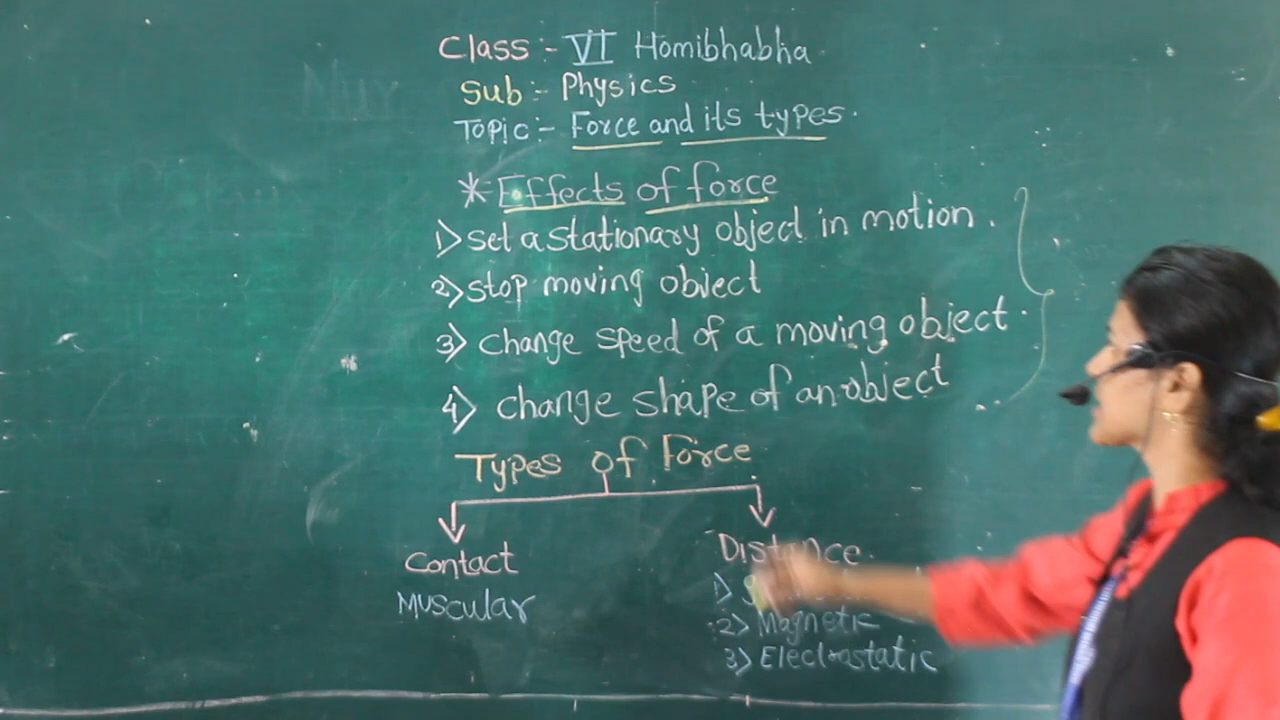 Class :- VI Homibhabha
Sub :- Physics
Topic :- Force and its types.
* Effects of force
1) set a stationary object in motion.
2) stop moving object
3) change speed of a moving object.
4) change shape of an object
Types of Force
Contact
Muscular
Distance
1)
2) Magnetic
3) Electrostatic